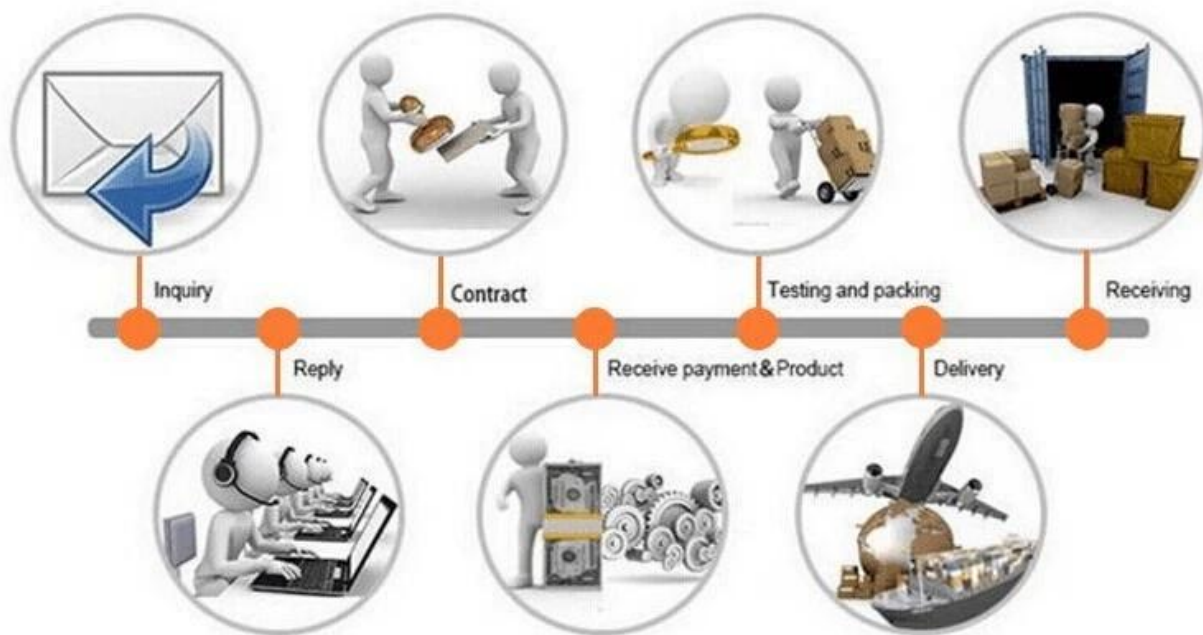 Inquiry
Contract
Testing and packing
Receiving
Reply
Receive payment&Product
Delivery